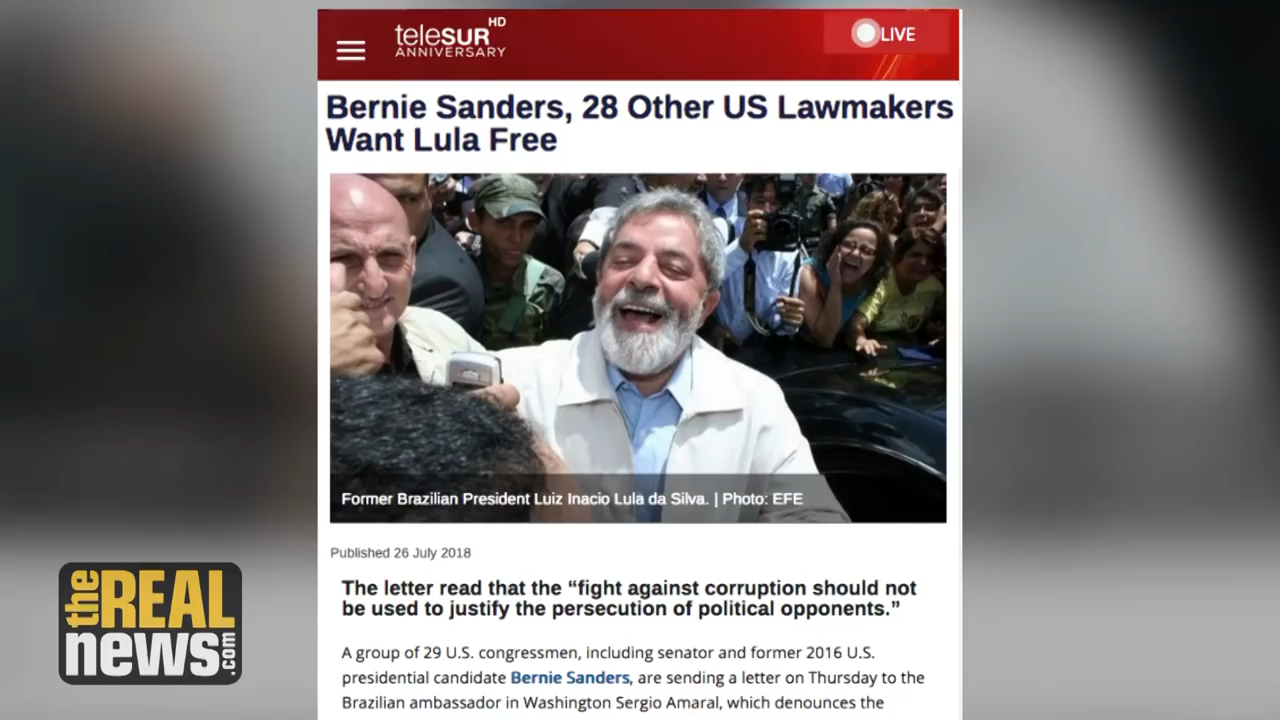 teleSUR HD
ANNIVERSARY
LIVE
Bernie Sanders, 28 Other US Lawmakers
Want Lula Free
Former Brazilian President Luiz Inacio Lula da Silva. | Photo: EFE
Published 26 July 2018
The letter read that the “fight against corruption should not
be used to justify the persecution of political opponents.”
A group of 29 U.S. congressmen, including senator and former 2016 U.S.
presidential candidate Bernie Sanders, are sending a letter on Thursday to the
Brazilian ambassador in Washington Sergio Amaral, which denounces the
the REAL
news.com